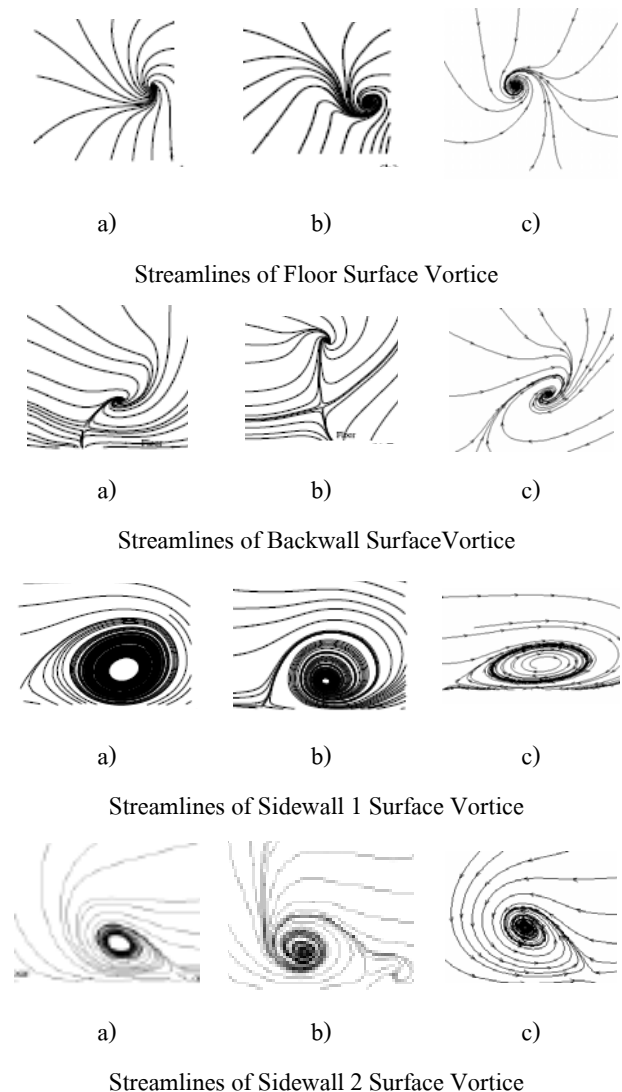 a) b) c)
Streamlines of Floor Surface Vortice
Floor Floor
a) b) c)
Streamlines of Backwall SurfaceVortice
a) b) c)
Streamlines of Sidewall 1 Surface Vortice
a) b) c)
Streamlines of Sidewall 2 Surface Vortice